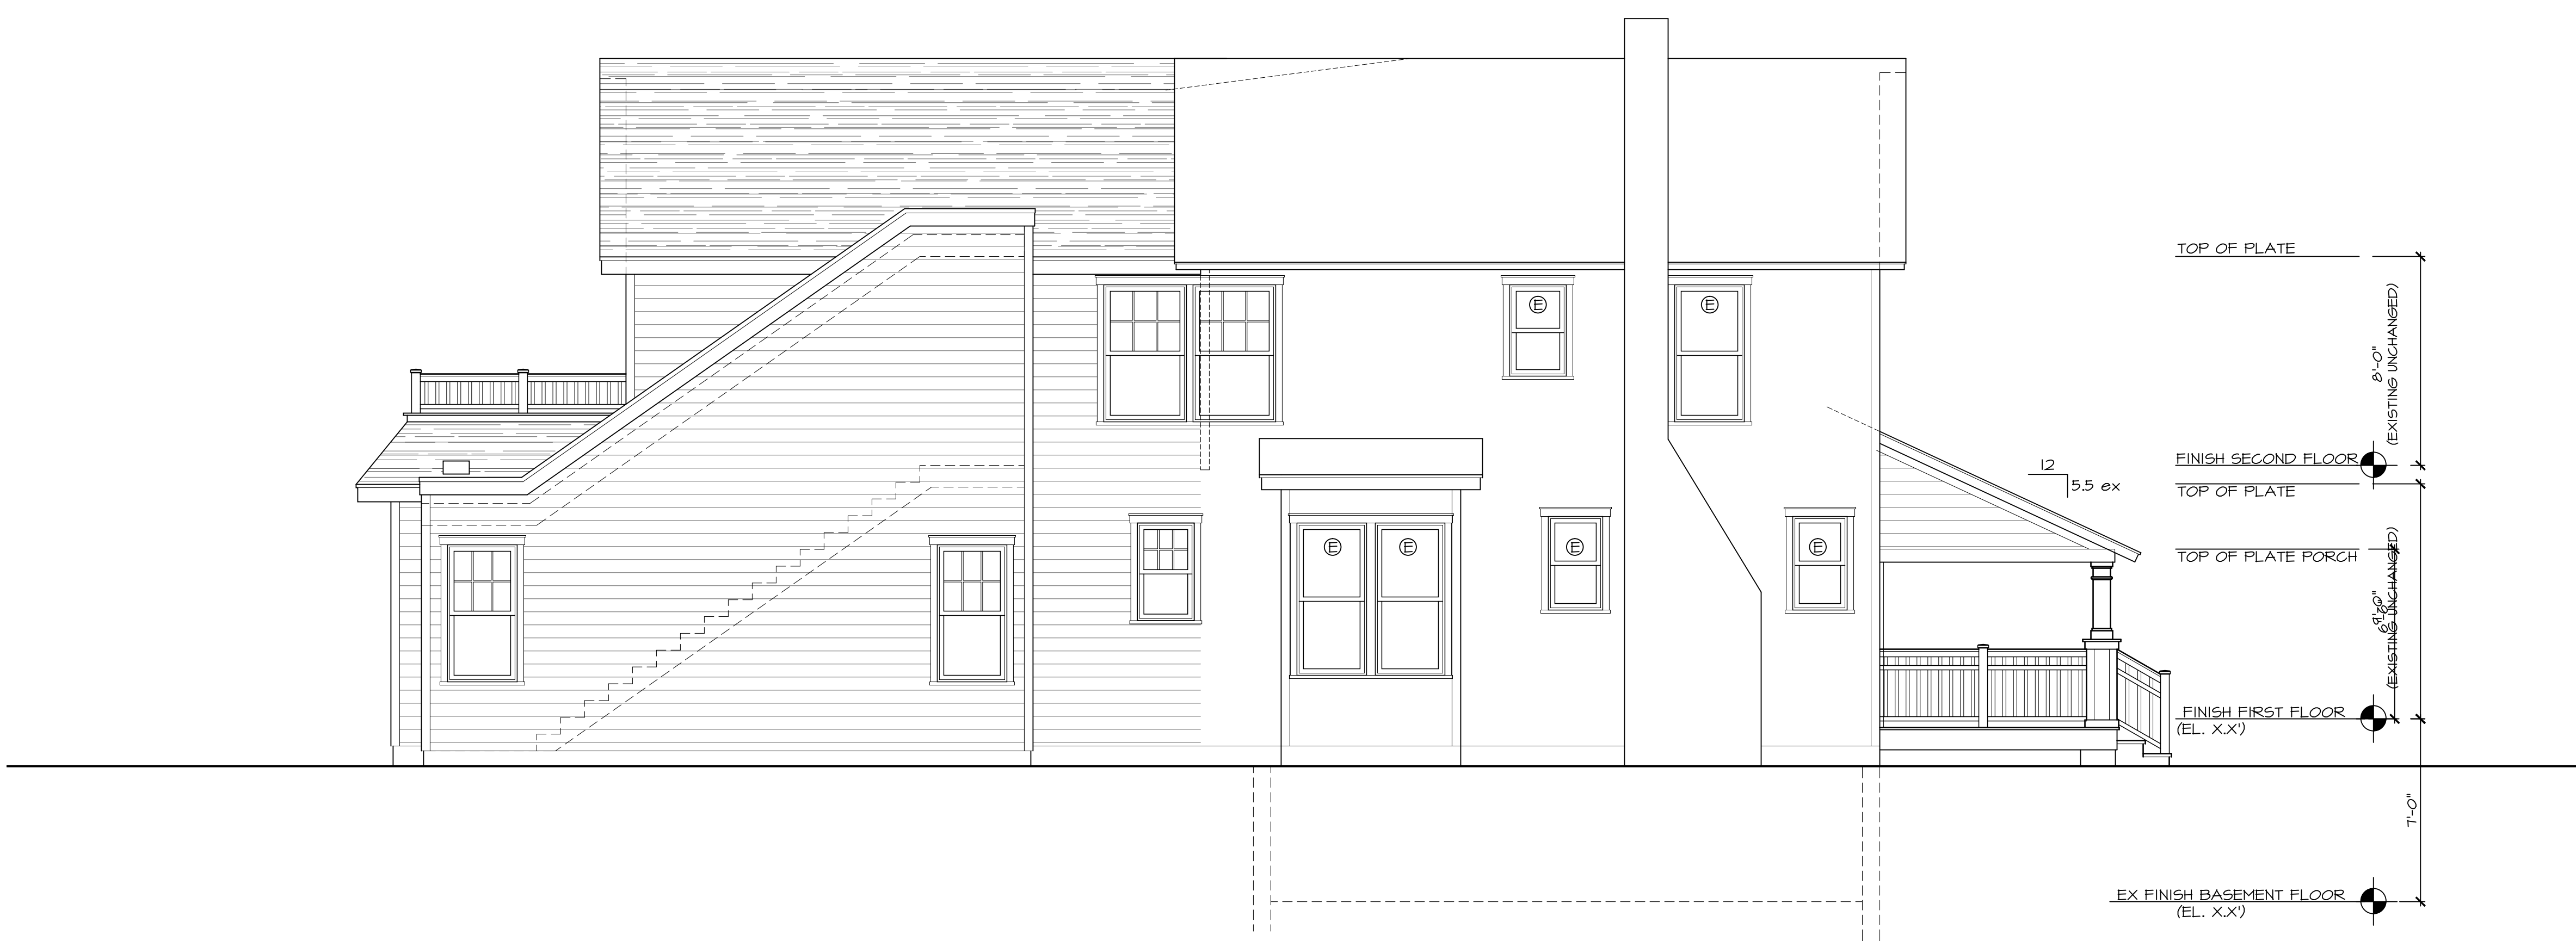 TOP OF PLATE
8'-0"
(EXISTING UNCHANGED)
E
E
12
5.5 ex
FINISH SECOND FLOOR
TOP OF PLATE
E
E
E
E
TOP OF PLATE PORCH
(EXISTING UNCHANGED)
FINISH FIRST FLOOR
(EL. X.X')
7'-0"
EX FINISH BASEMENT FLOOR
(EL. X.X')